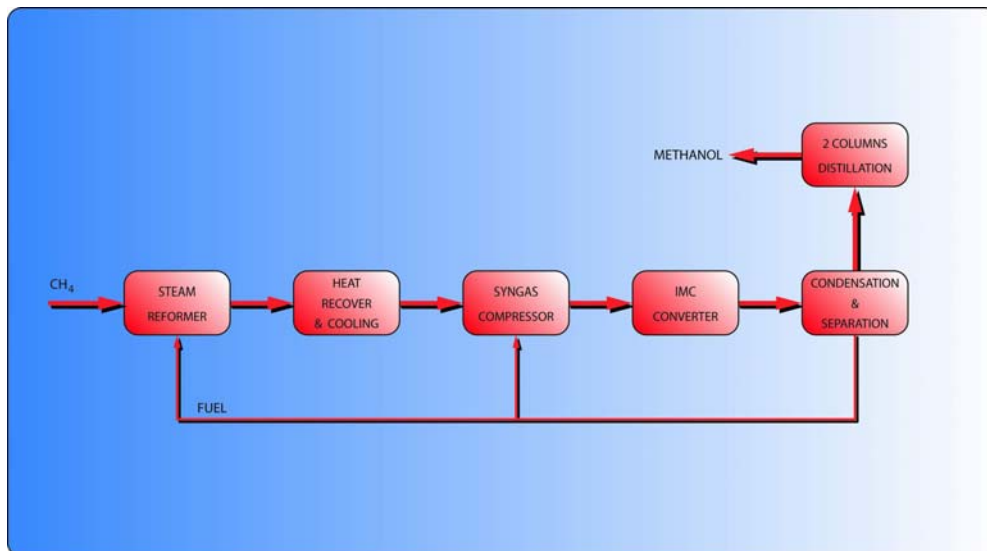 METHANOL
2 COLUMNS
DISTILLATION
CH₄
STEAM
REFORMER
HEAT
RECOVER
& COOLING
SYNGAS
COMPRESSOR
IMC
CONVERTER
CONDENSATION
&
SEPARATION
FUEL